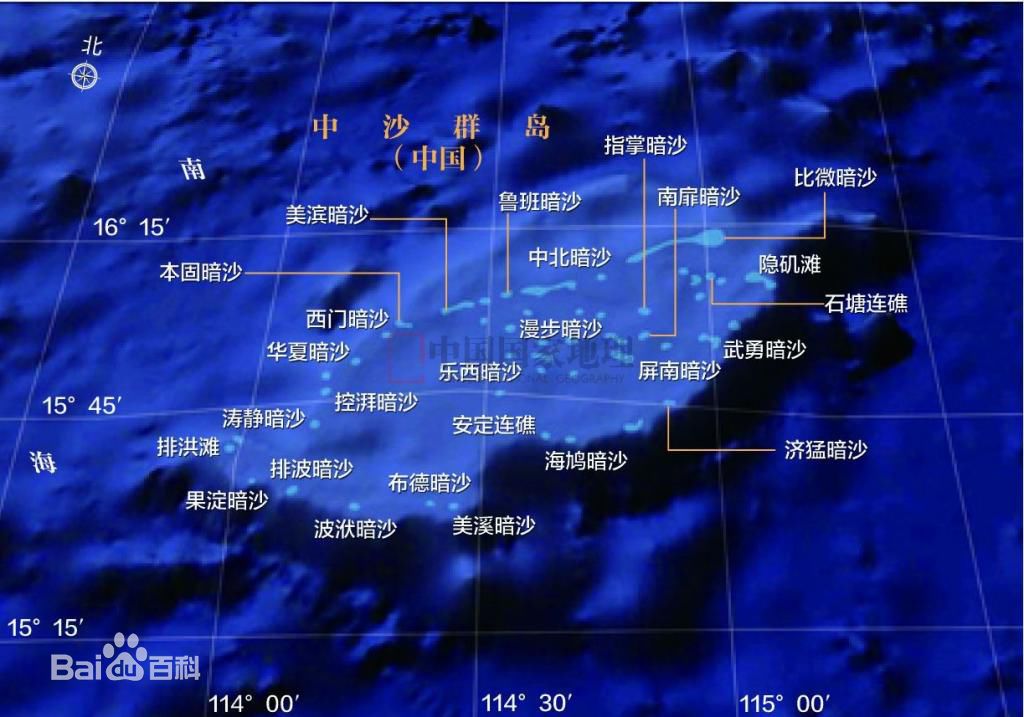 北
中沙群岛
（中国）
指掌暗沙
南
比微暗沙
南扉暗沙
鲁班暗沙
美滨暗沙
16° 15′
中北暗沙
隐矶滩
本固暗沙
石塘连礁
西门暗沙
漫步暗沙
华夏暗沙
武勇暗沙
中国国家地理
乐西暗沙
屏南暗沙
NATIONAL GEOGRAPHY
15° 45′
控湃暗沙
涛静暗沙
安定连礁
排洪滩
济猛暗沙
海
海鸠暗沙
排波暗沙
布德暗沙
果淀暗沙
波洑暗沙
美溪暗沙
15° 15′
Bai du 百科
114° 00′
114° 30′
115° 00′